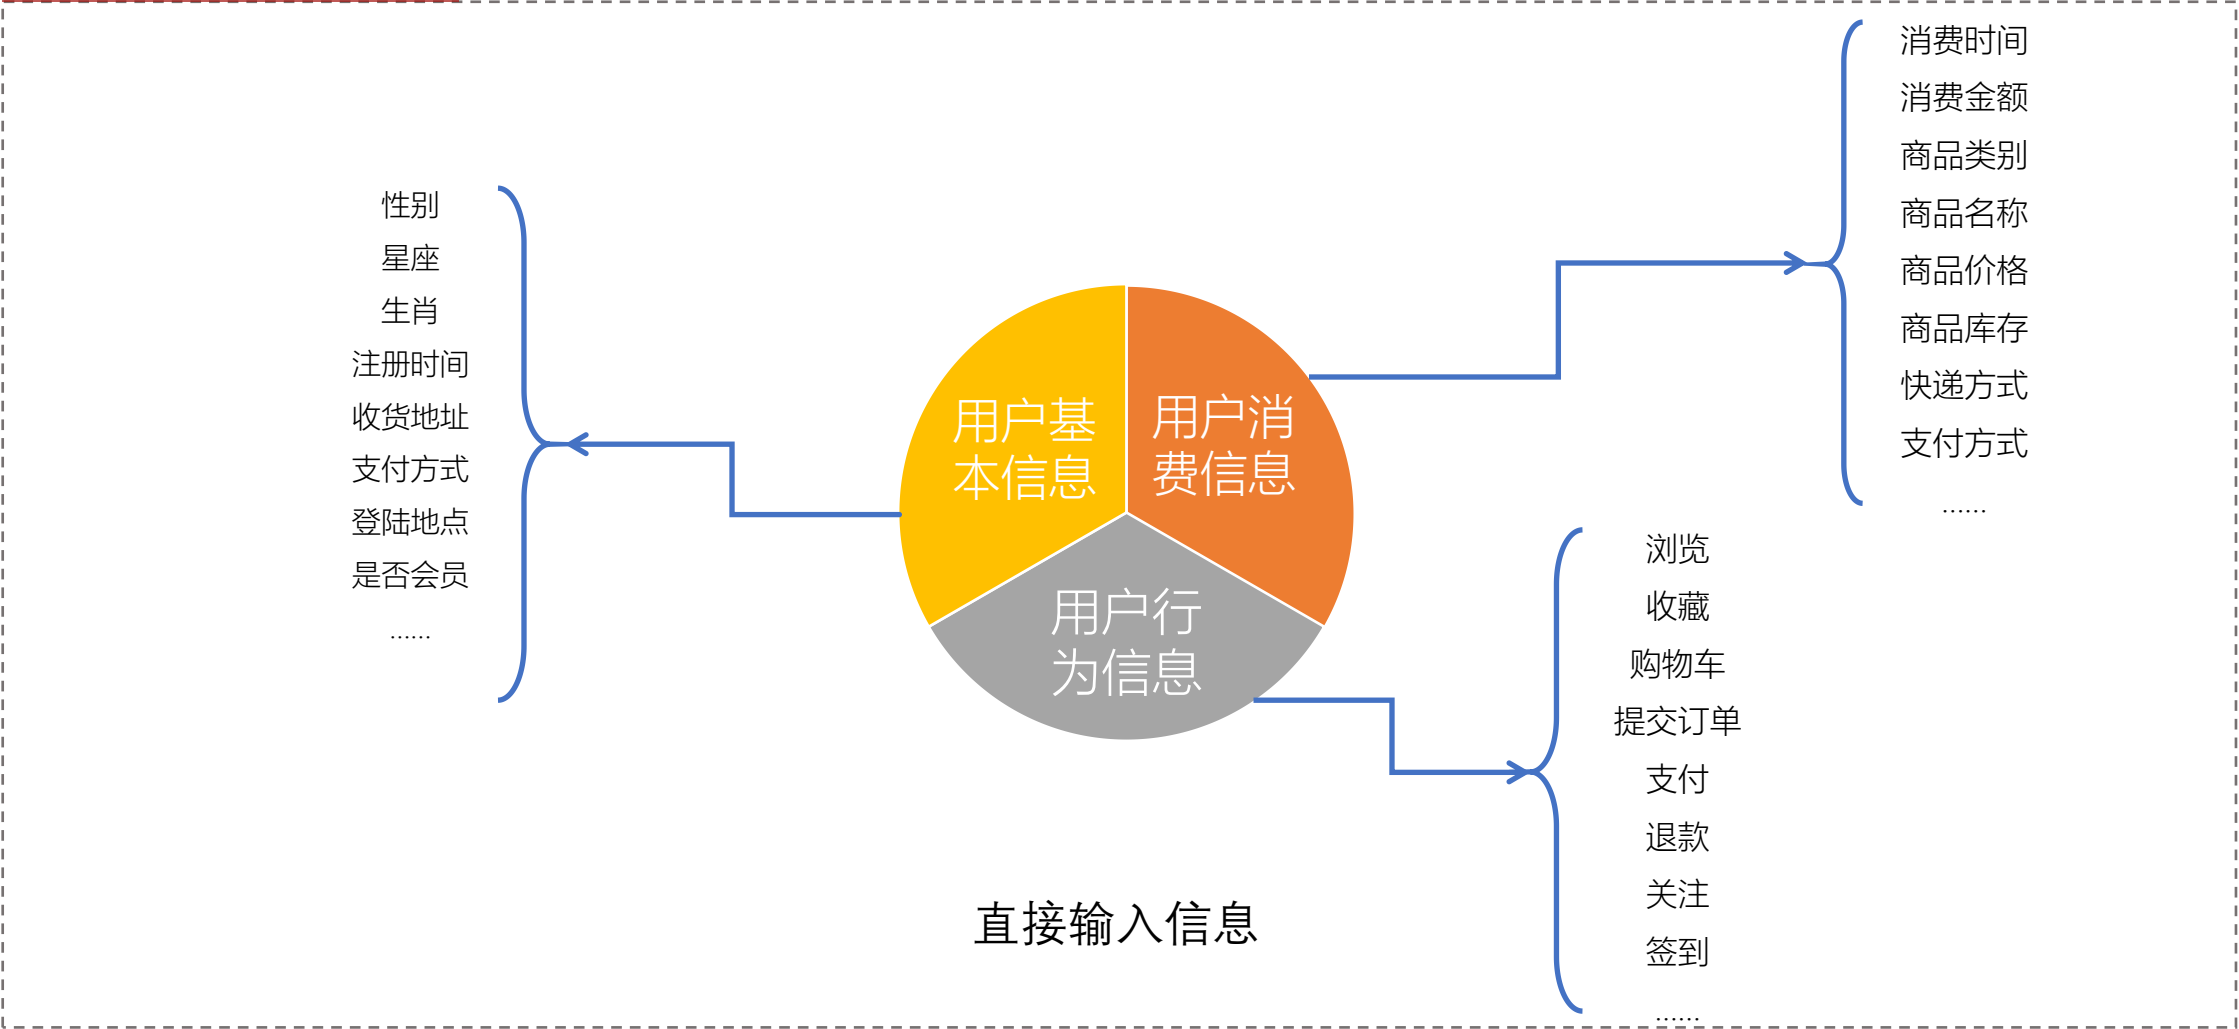 性别
星座
生肖
注册时间
收货地址
支付方式
登陆地点
是否会员
......
用户基
本信息
用户消
费信息
用户行
为信息
消费时间
消费金额
商品类别
商品名称
商品价格
商品库存
快递方式
支付方式
......
浏览
收藏
购物车
提交订单
支付
退款
关注
签到
......
直接输入信息